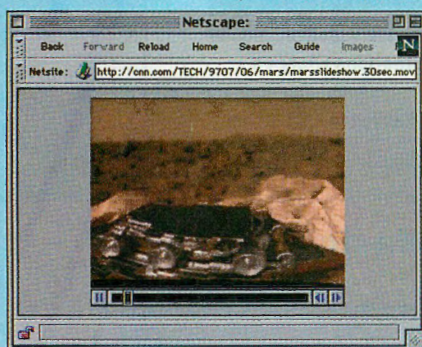 Netscape:
Back Forward Reload Home Search Guide Images
N
Netsite: http://cnn.com/TECH/9707/06/mars/marsslideshow.30sec.mov